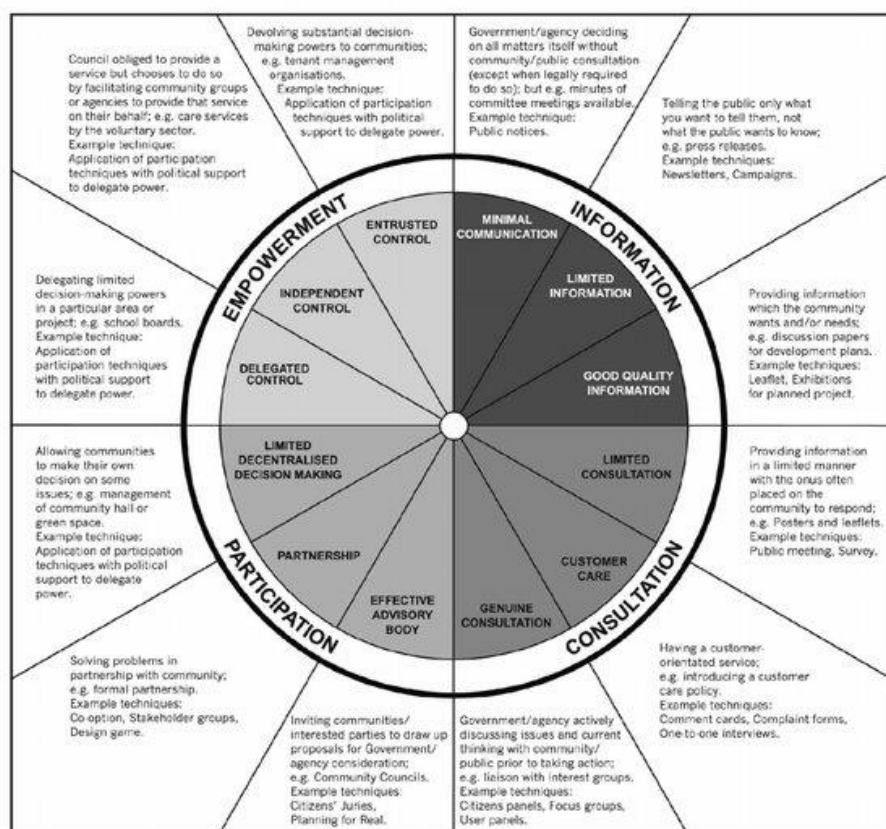 Government/agency deciding
on all matters itself without
community/public consultation
(except when legally required
to do so); but e.g. minutes of
committee meetings available.
Example technique:
Public notices.
Telling the public only what
you want to tell them, not
what the public wants to know;
e.g. press releases.
Example techniques:
Newsletters, Campaigns.
Providing information
which the community
wants and/or needs;
e.g. discussion papers
for development plans.
Example techniques:
Leaflet, Exhibitions
for planned project.
Providing information
in a limited manner
with the onus often
placed on the
community to respond;
e.g. Posters and leaflets.
Example techniques:
Public meeting, Survey.
Having a customer-
orientated service;
e.g. introducing a customer
care policy.
Example techniques:
Comment cards, Complaint forms,
One to one interviews.
Government/agency actively
discussing issues and current
thinking with community/
public prior to taking action;
e.g. liaison with interest groups.
Example techniques:
Citizens panels, Focus groups,
User panels.
Inviting communities/
interested parties to draw up
proposals for Government/
agency consideration;
e.g. Community Councils.
Example techniques:
Citizens' Juries,
Planning for Real.
Solving problems in
partnership with community;
e.g. formal partnership.
Example techniques:
Co-option, Stakeholder groups,
Design game.
Allowing communities
to make their own
decision on some
issues; e.g. management
of community hall or
green space.
Example technique:
Application of participation
techniques with political
support to delegate
power.
Delegating limited
decision-making powers
in a particular area or
project; e.g. school boards.
Example technique:
Application of
participation techniques
with political support
to delegate power.
Council obliged to provide a
service but chooses to do so
by facilitating community groups
or agencies to provide that service
on their behalf; e.g. care services
by the voluntary sector.
Example technique:
Application of participation
techniques with political support
to delegate power.
Devolving substantial decision-
making powers to communities;
e.g. tenant management
organisations.
Example technique:
Application of participation
techniques with political
support to delegate power.
INFORMATION
MINIMAL
COMMUNICATION
LIMITED
INFORMATION
GOOD QUALITY
INFORMATION
CONSULTATION
LIMITED
CONSULTATION
CUSTOMER
CARE
GENUINE
CONSULTATION
PARTICIPATION
EFFECTIVE
ADVISORY
BODY
PARTNERSHIP
LIMITED
DECENTRALISED
DECISION MAKING
EMPOWERMENT
DELEGATED
CONTROL
INDEPENDENT
CONTROL
ENTRUSTED
CONTROL